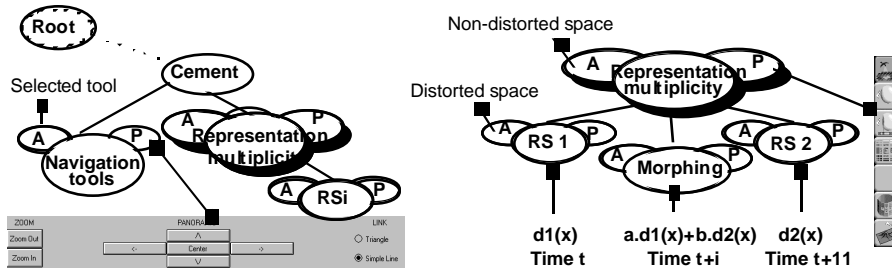 Root
Cement
Selected tool
A
P
Navigation
tools
A
P
Representation
multiplicity
A
P
RSi
ZOOM
Zoom Out
Zoom In
PANORA
Λ
<-
Center
->
V
LINK
Triangle
Simple Line
Non-distorted space
A
P
Representation
multiplicity
Distorted space
A
P
RS 1
A
P
Morphing
A
P
RS 2
d1(x)
Time t
a.d1(x)+b.d2(x)
Time t+i
d2(x)
Time t+11